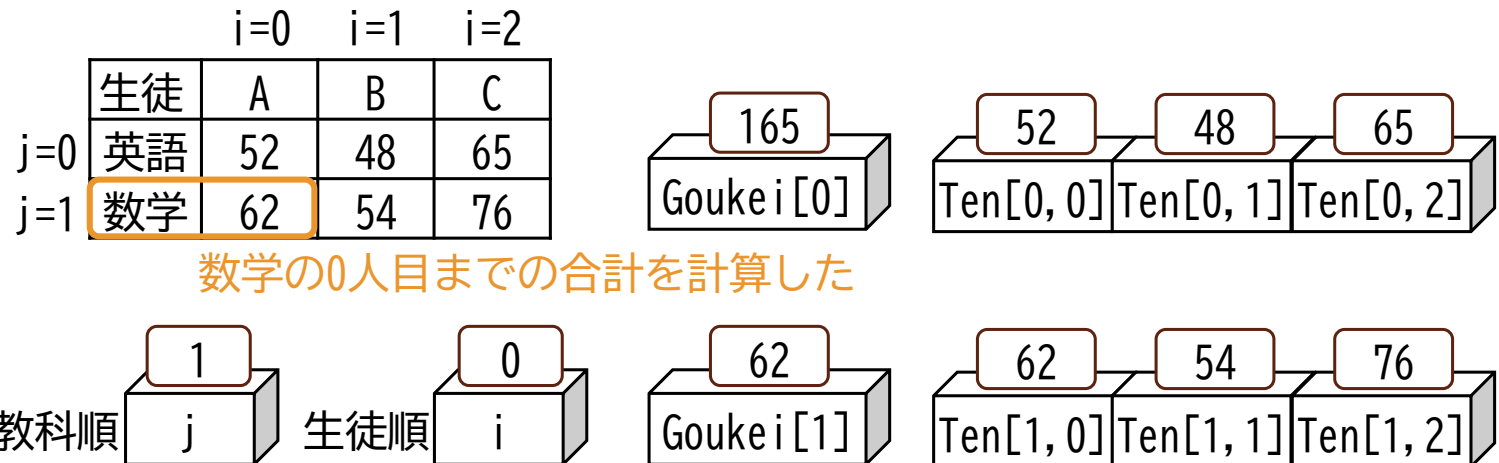 i=0 i=1 i=2
生徒 A B C
j=0 英語 52 48 65
j=1 数学 62 54 76
数学の0人目までの合計を計算した
165 52 48 65
Goukei[0] Ten[0,0] Ten[0,1] Ten[0,2]
1 0 62 62 54 76
教科順 j 生徒順 i Goukei[1] Ten[1,0] Ten[1,1] Ten[1,2]